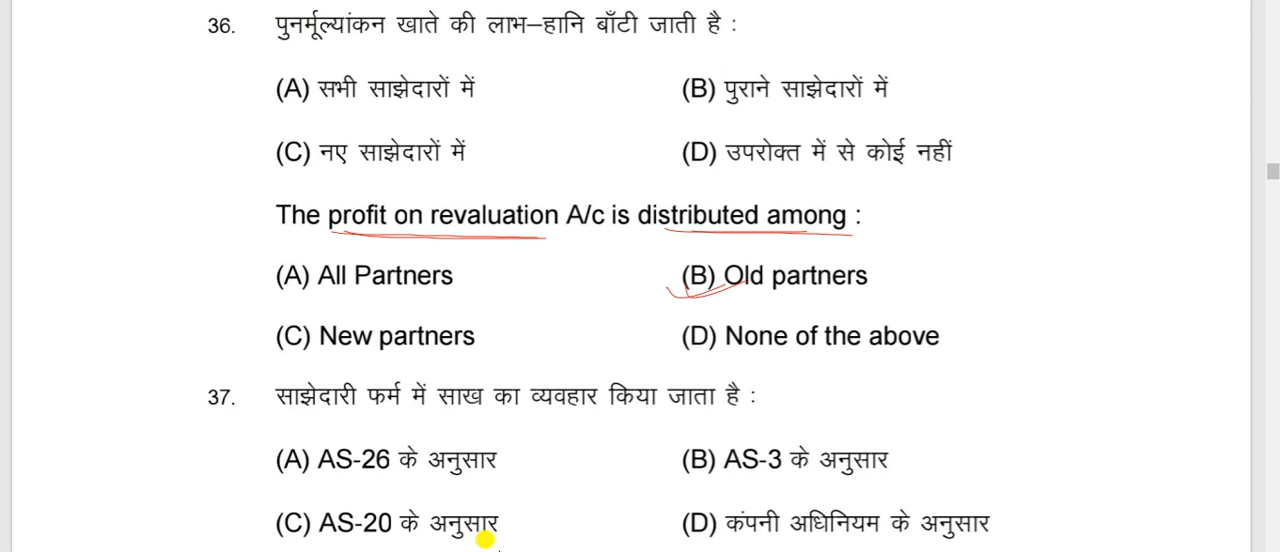 36. पुनर्मूल्यांकन खाते की लाभ–हानि बाँटी जाती है :
(A) सभी साझेदारों में (B) पुराने साझेदारों में
(C) नए साझेदारों में (D) उपरोक्त में से कोई नहीं
The profit on revaluation A/c is distributed among :
(A) All Partners (B) Old partners
(C) New partners (D) None of the above
37. साझेदारी फर्म में साख का व्यवहार किया जाता है :
(A) AS-26 के अनुसार (B) AS-3 के अनुसार
(C) AS-20 के अनुसार (D) कंपनी अधिनियम के अनुसार